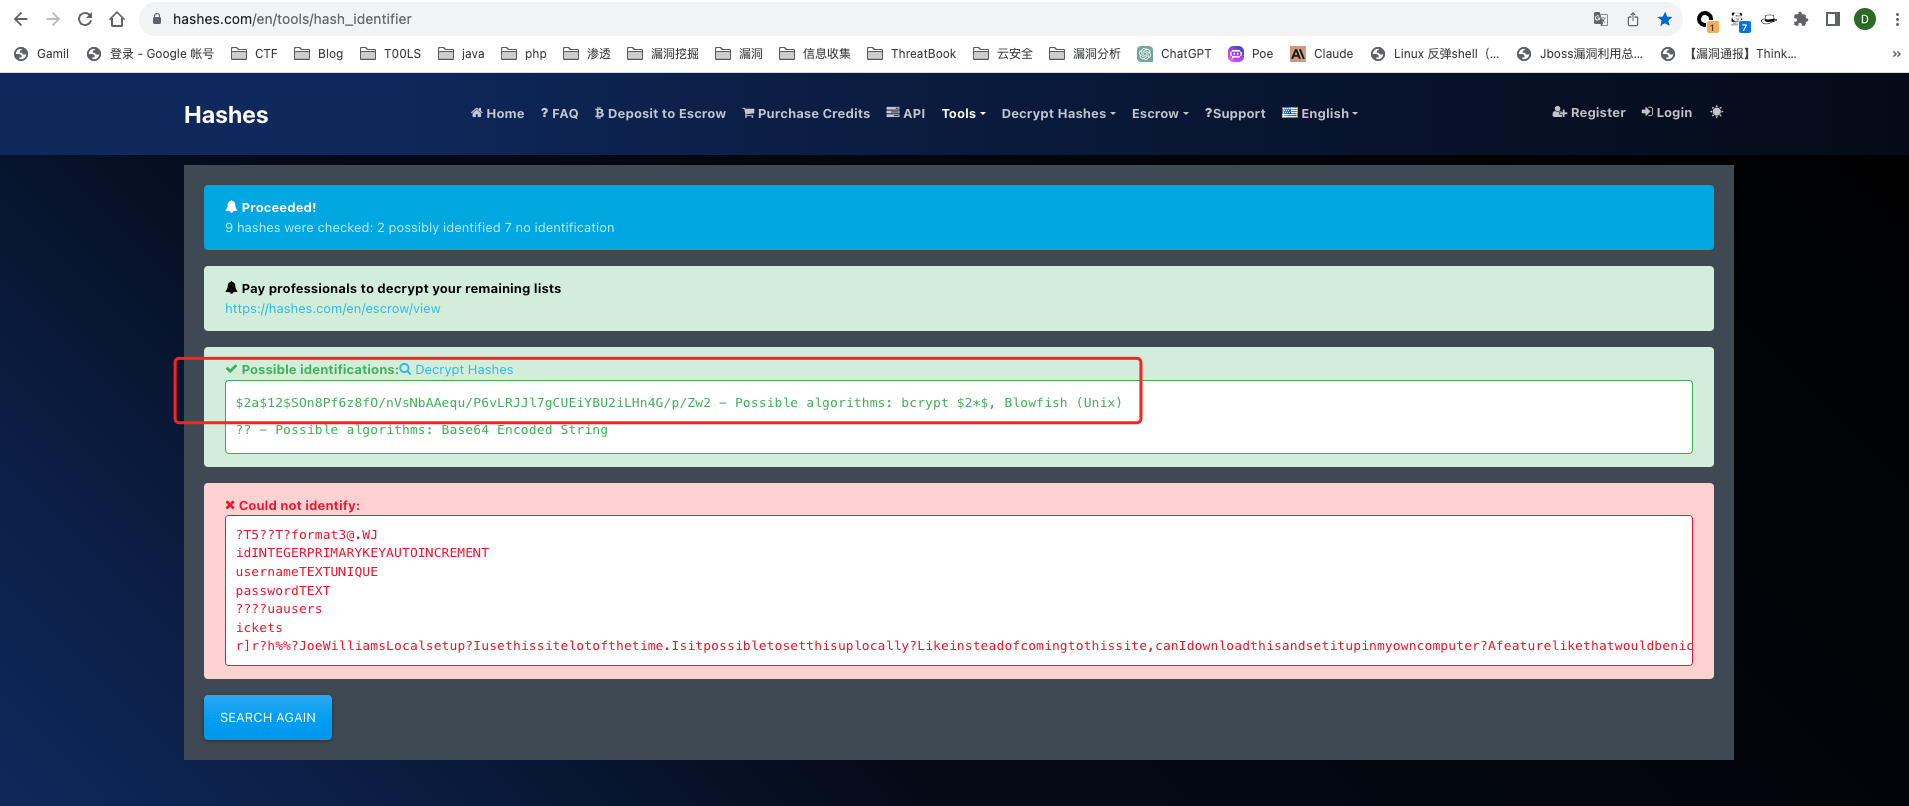 hashes.com/en/tools/hash_identifier
1
7
D
Gamil
登录 - Google 帐号
CTF
Blog
T00LS
java
php
渗透
漏洞挖掘
漏洞
信息收集
ThreatBook
云安全
漏洞分析
ChatGPT
Poe
Claude
Linux 反弹shell（...
Jboss漏洞利用总...
【漏洞通报】Think...
»
Hashes
Home
? FAQ
Deposit to Escrow
Purchase Credits
API
Tools
Decrypt Hashes
Escrow
?Support
English
Register
Login
Proceeded!
9 hashes were checked: 2 possibly identified 7 no identification
Pay professionals to decrypt your remaining lists
https://hashes.com/en/escrow/view
Possible identifications: Decrypt Hashes
$2a$12$SOn8Pf6z8fO/nVsNbAAequ/P6vLRJJl7gCUEiYBU2iLHn4G/p/Zw2 – Possible algorithms: bcrypt $2*$, Blowfish (Unix)
?? – Possible algorithms: Base64 Encoded String
Could not identify:
?T5??T?format3@.WJ
idINTEGERPRIMARYKEYAUTOINCREMENT
usernameTEXTUNIQUE
passwordTEXT
????uausers
ickets
r]r?h%%?JoeWilliamsLocalsetup?Iusethissitelotofthetime.Isitpossibletosetthisuplocally?Likeinsteadofcomingtothissite,canIdownloadthisandsetitupinmyowncomputer?Afeaturelikethatwouldbenic
SEARCH AGAIN